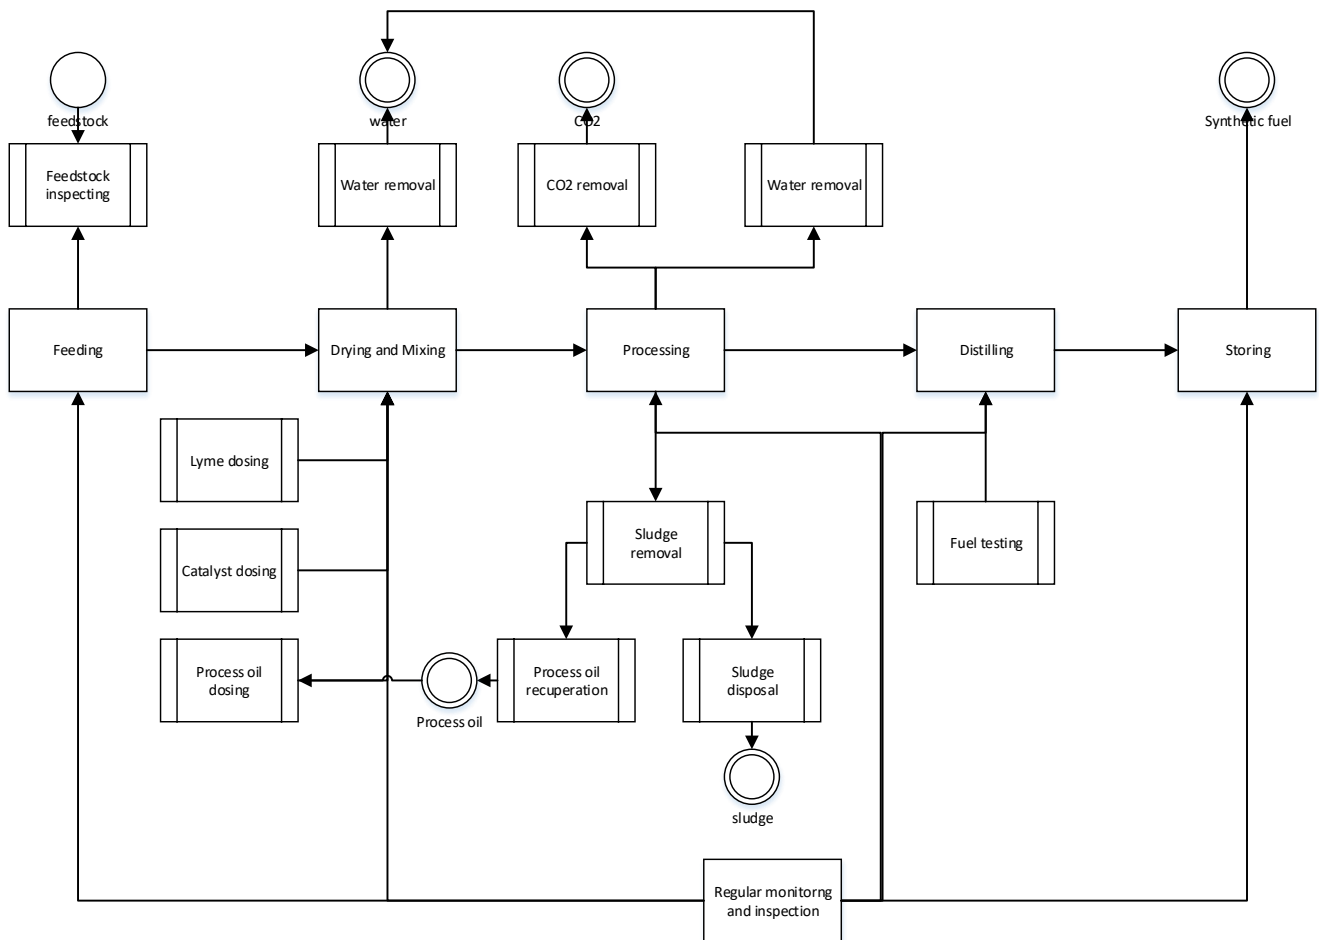 feedstock
water
CO2
Synthetic fuel
Feedstock
inspecting
Water removal
CO2 removal
Water removal
Feeding
Drying and Mixing
Processing
Distilling
Storing
Lyme dosing
Catalyst dosing
Sludge
removal
Fuel testing
Process oil
dosing
Process oil
Process oil
recuperation
Sludge
disposal
sludge
Regular monitorng
and inspection